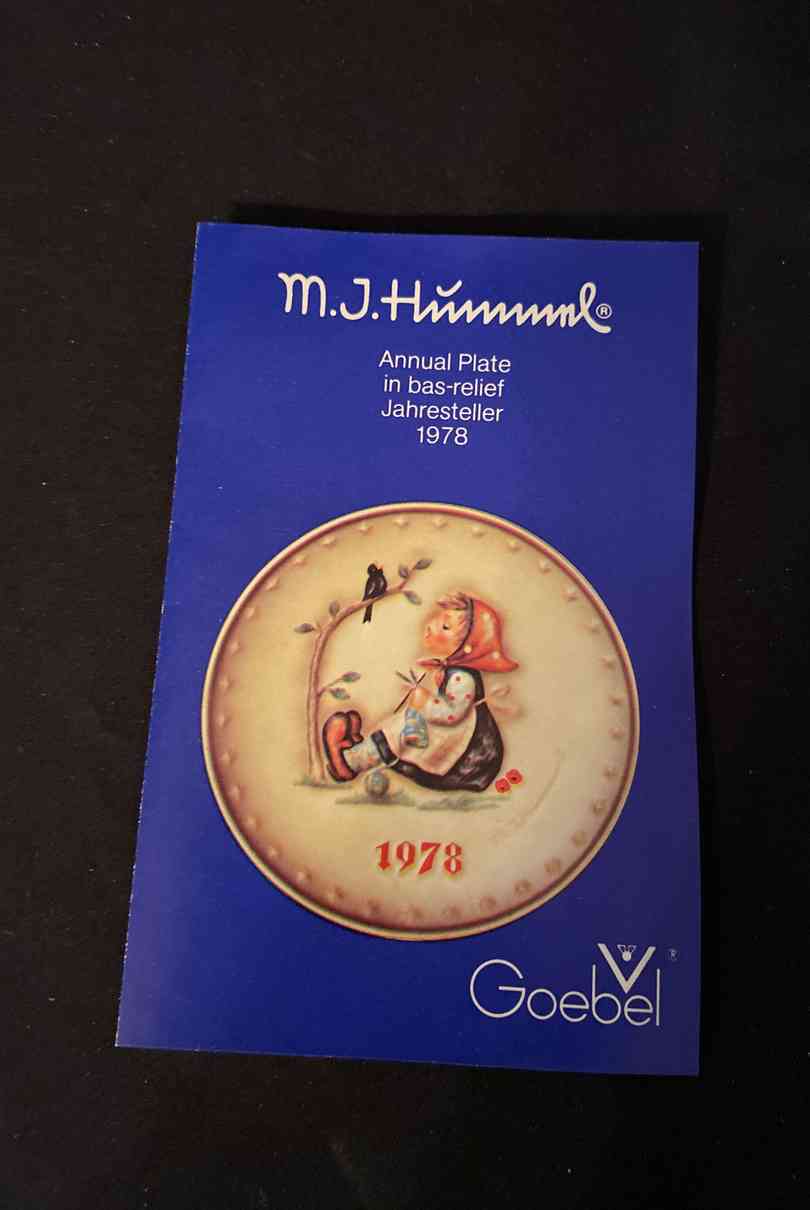 M.J.Hummel®
Annual Plate
in bas-relief
Jahresteller
1978
1978
Goebel®